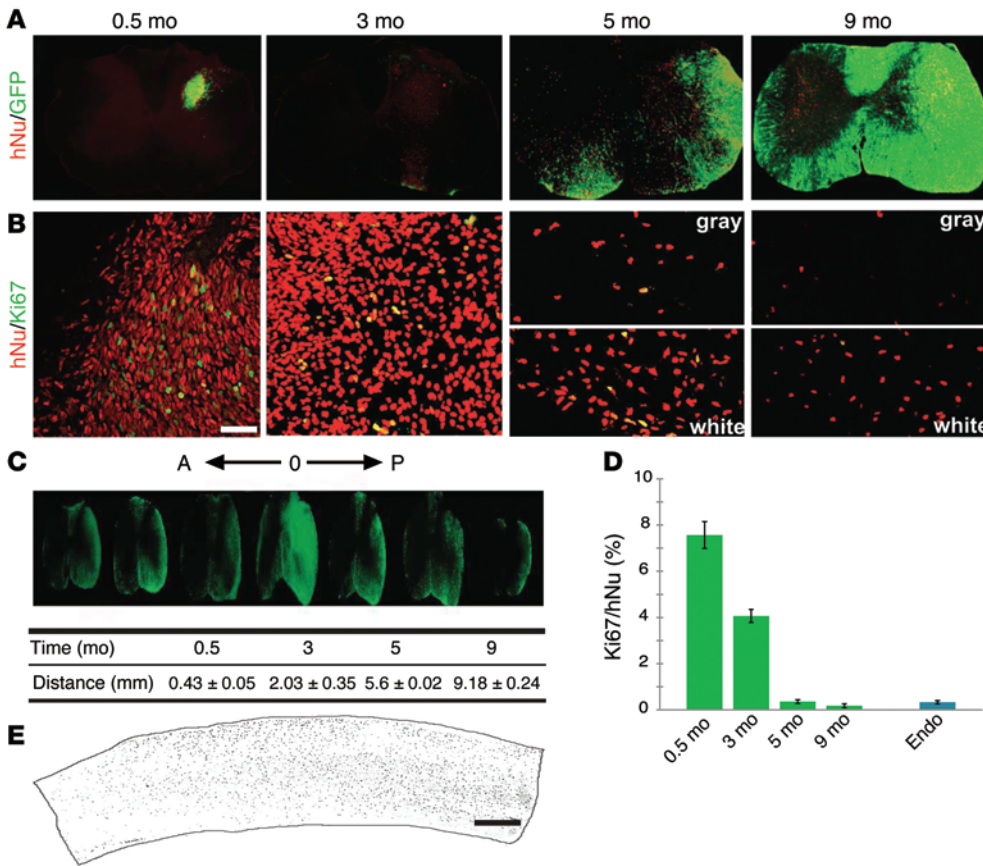 A
0.5 mo
3 mo
5 mo
9 mo
hNu/GFP
B
hNu/Ki67
gray
gray
white
white
C
A 0 P
Time (mo) 0.5 3 5 9
Distance (mm) 0.43 ± 0.05 2.03 ± 0.35 5.6 ± 0.02 9.18 ± 0.24
D
Ki67/hNu (%)
10
8
6
4
2
0
0.5 mo
3 mo
5 mo
9 mo
Endo
E